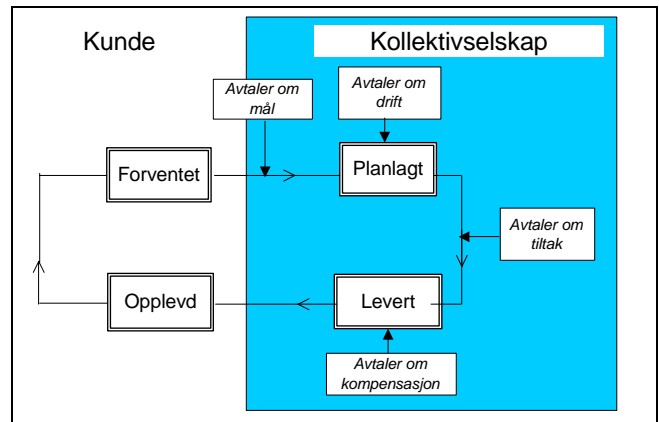 Kunde
Kollektivselskap
Avtaler om
mål
Avtaler om
drift
Forventet
Planlagt
Avtaler om
tiltak
Opplevd
Levert
Avtaler om
kompensasjon